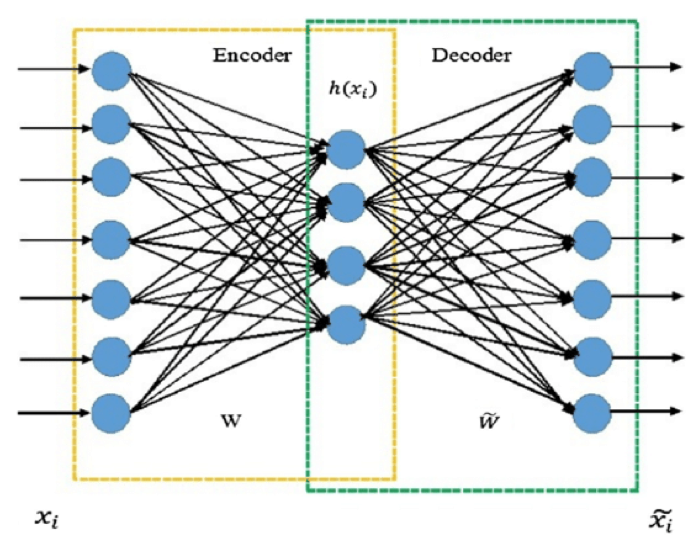 Encoder
Decoder
h(xᵢ)
W
W̃
xᵢ
x̃ᵢ